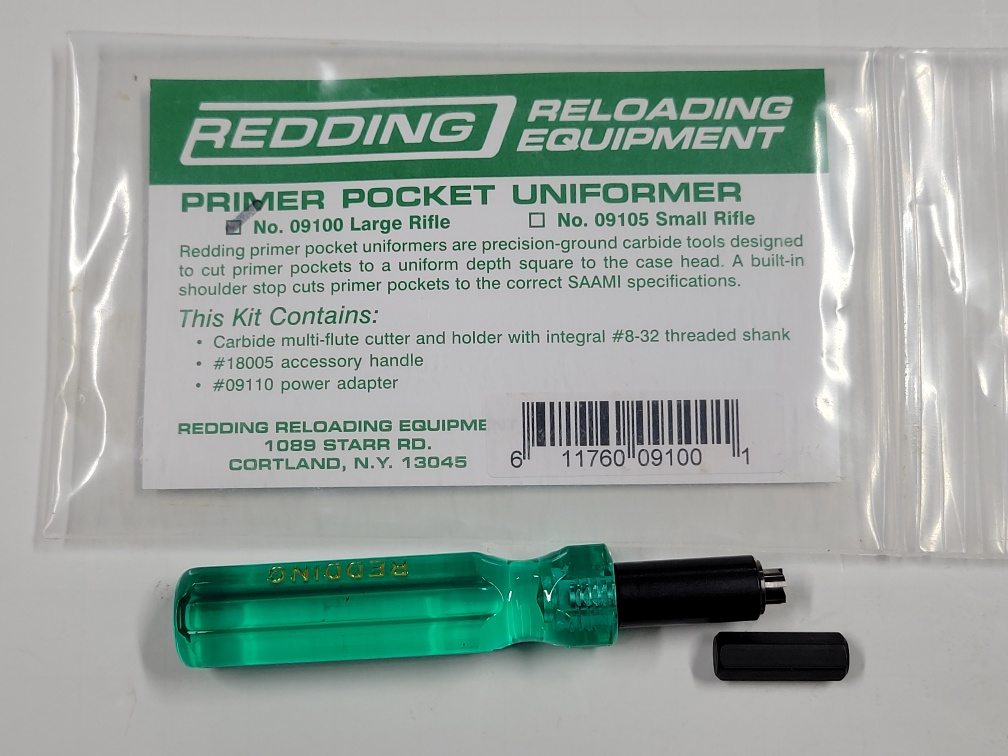 REDDING RELOADING
EQUIPMENT
PRIMER POCKET UNIFORMER
No. 09100 Large Rifle ☐ No. 09105 Small Rifle
Redding primer pocket uniformers are precision-ground carbide tools designed
to cut primer pockets to a uniform depth square to the case head. A built-in
shoulder stop cuts primer pockets to the correct SAAMI specifications.
This Kit Contains:
• Carbide multi-flute cutter and holder with integral #8-32 threaded shank
• #18005 accessory handle
• #09110 power adapter
REDDING RELOADING EQUIPME
1089 STARR RD.
CORTLAND, N.Y. 13045
6 11760 09100 1
REDDING